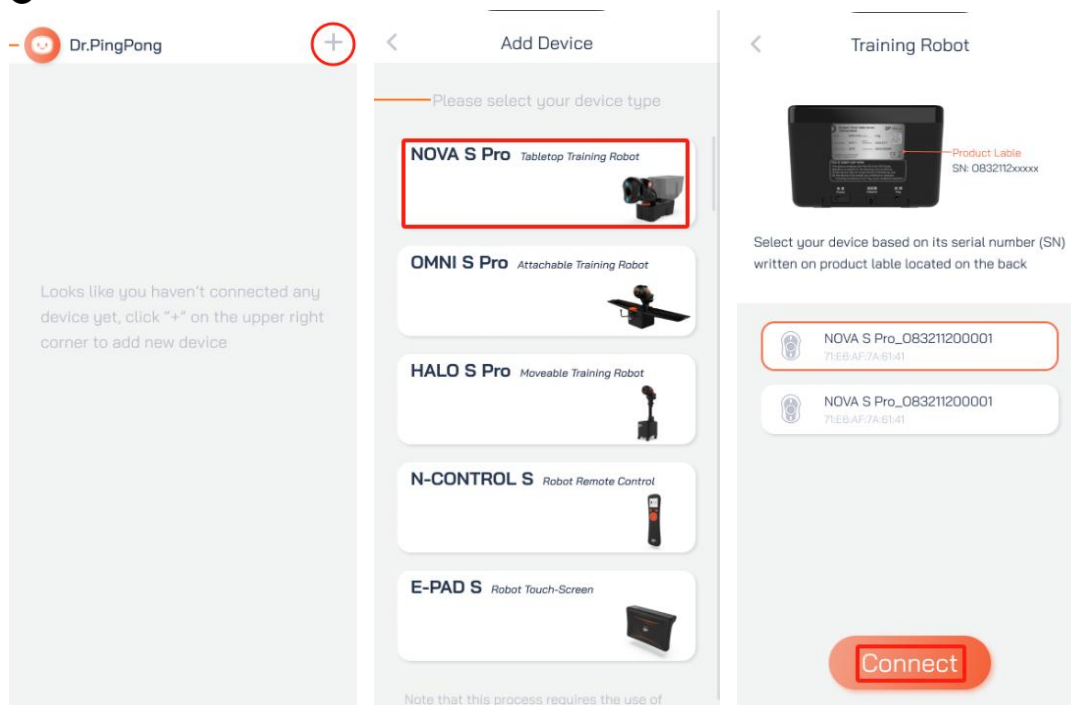 Dr.PingPong
Looks like you haven't connected any
device yet, click "+" on the upper right
corner to add new device
Add Device
Please select your device type
NOVA S Pro Tabletop Training Robot
OMNI S Pro Attachable Training Robot
HALO S Pro Moveable Training Robot
N-CONTROL S Robot Remote Control
E-PAD S Robot Touch-Screen
Note that this process requires the use of
Training Robot
Product Lable
SN: 0832112xxxxx
Select your device based on its serial number (SN)
written on product lable located on the back
NOVA S Pro_083211200001
71:E6:AF:7A:61:41
NOVA S Pro_083211200001
71:E6:AF:7A:61:41
Connect